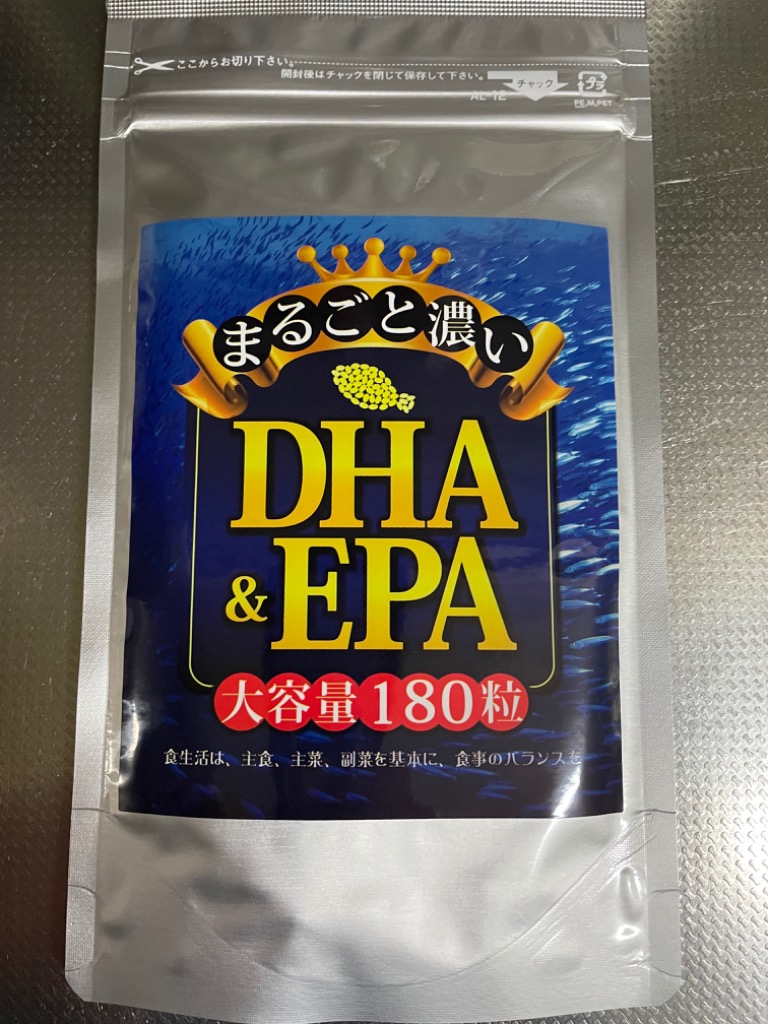 ここからお切り下さい。
開封後はチャックを閉じて保存して下さい。
チャック
AL-12
プラ
PE,M,PET
まるごと濃い
DHA
& EPA
大容量180粒
食生活は、主食、主菜、副菜を基本に、食事のバランスを